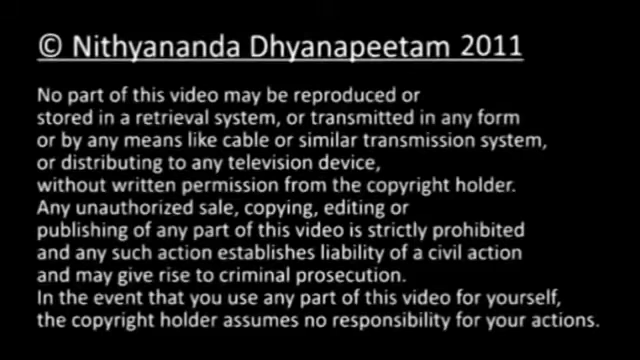 © Nithyananda Dhyanapeetam 2011
No part of this video may be reproduced or
stored in a retrieval system, or transmitted in any form
or by any means like cable or similar transmission system,
or distributing to any television device,
without written permission from the copyright holder.
Any unauthorized sale, copying, editing or
publishing of any part of this video is strictly prohibited
and any such action establishes liability of a civil action
and may give rise to criminal prosecution.
In the event that you use any part of this video for yourself,
the copyright holder assumes no responsibility for your actions.